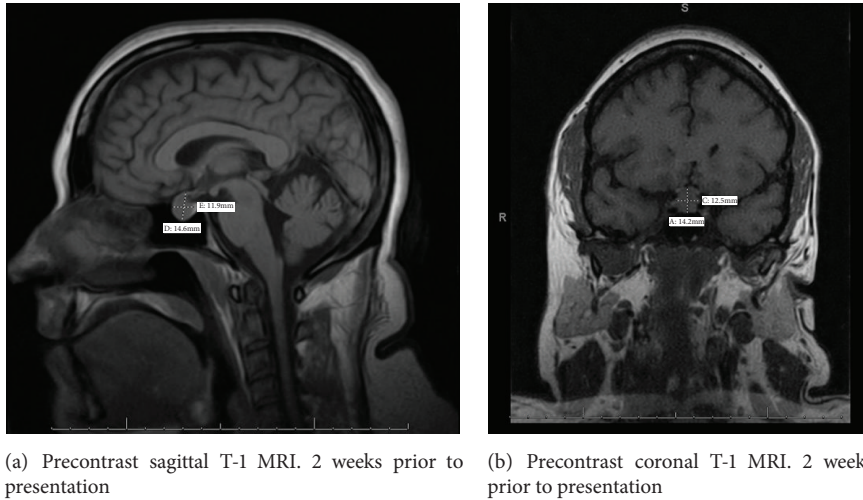 S
R
E: 11.9mm
D: 14.6mm
C: 12.5mm
A: 14.2mm
(a) Precontrast sagittal T-1 MRI. 2 weeks prior to
presentation
(b) Precontrast coronal T-1 MRI. 2 week
prior to presentation